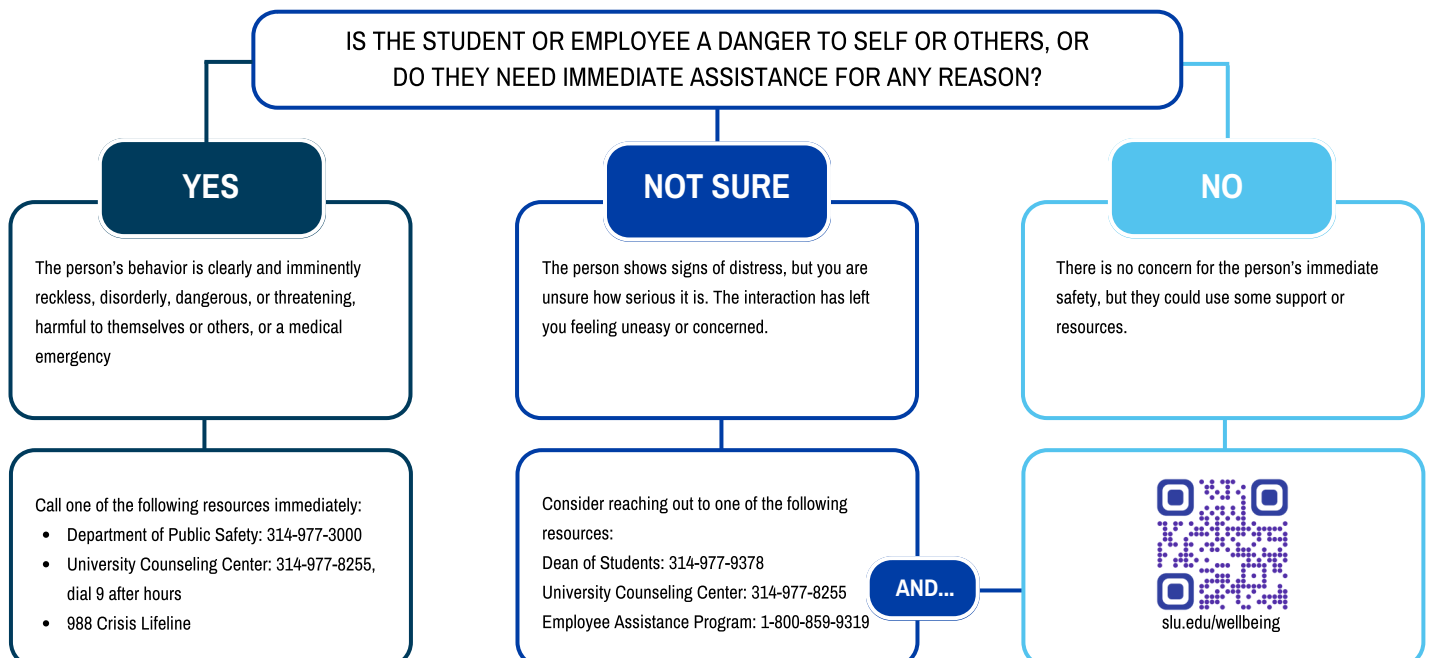 IS THE STUDENT OR EMPLOYEE A DANGER TO SELF OR OTHERS, OR
DO THEY NEED IMMEDIATE ASSISTANCE FOR ANY REASON?
YES
The person's behavior is clearly and imminently
reckless, disorderly, dangerous, or threatening,
harmful to themselves or others, or a medical
emergency
Call one of the following resources immediately:
• Department of Public Safety: 314-977-3000
• University Counseling Center: 314-977-8255,
dial 9 after hours
• 988 Crisis Lifeline
NOT SURE
The person shows signs of distress, but you are
unsure how serious it is. The interaction has left
you feeling uneasy or concerned.
Consider reaching out to one of the following
resources:
Dean of Students: 314-977-9378
University Counseling Center: 314-977-8255
Employee Assistance Program: 1-800-859-9319
AND...
NO
There is no concern for the person's immediate
safety, but they could use some support or
resources.
slu.edu/wellbeing